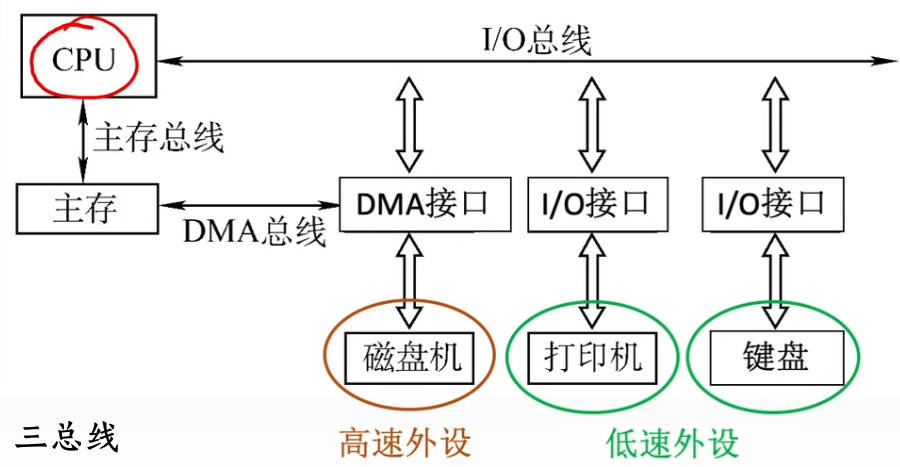 I/O总线
CPU
主存总线
主存
DMA总线
DMA接口
I/O接口
I/O接口
磁盘机
打印机
键盘
三总线
高速外设
低速外设